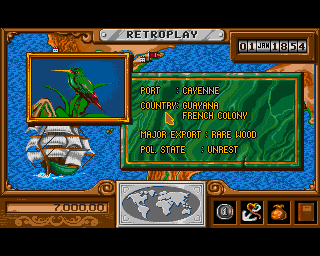 RETROPLAY
01 JAN 1854
PORT : CAYENNE
COUNTRY: GUAYANA
FRENCH COLONY
MAJOR EXPORT : RARE WOOD
POL. STATE : UNREST
7000.00